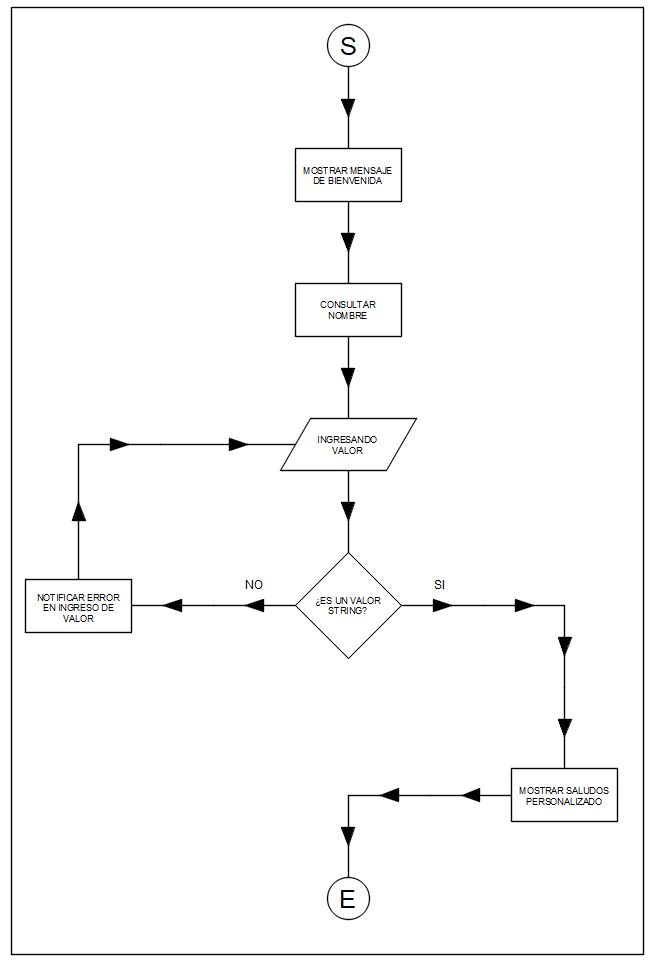 S
MOSTRAR MENSAJE
DE BIENVENIDA
CONSULTAR
NOMBRE
INGRESANDO
VALOR
NO
SI
¿ES UN VALOR
STRING?
NOTIFICAR ERROR
EN INGRESO DE
VALOR
MOSTRAR SALUDOS
PERSONALIZADO
E